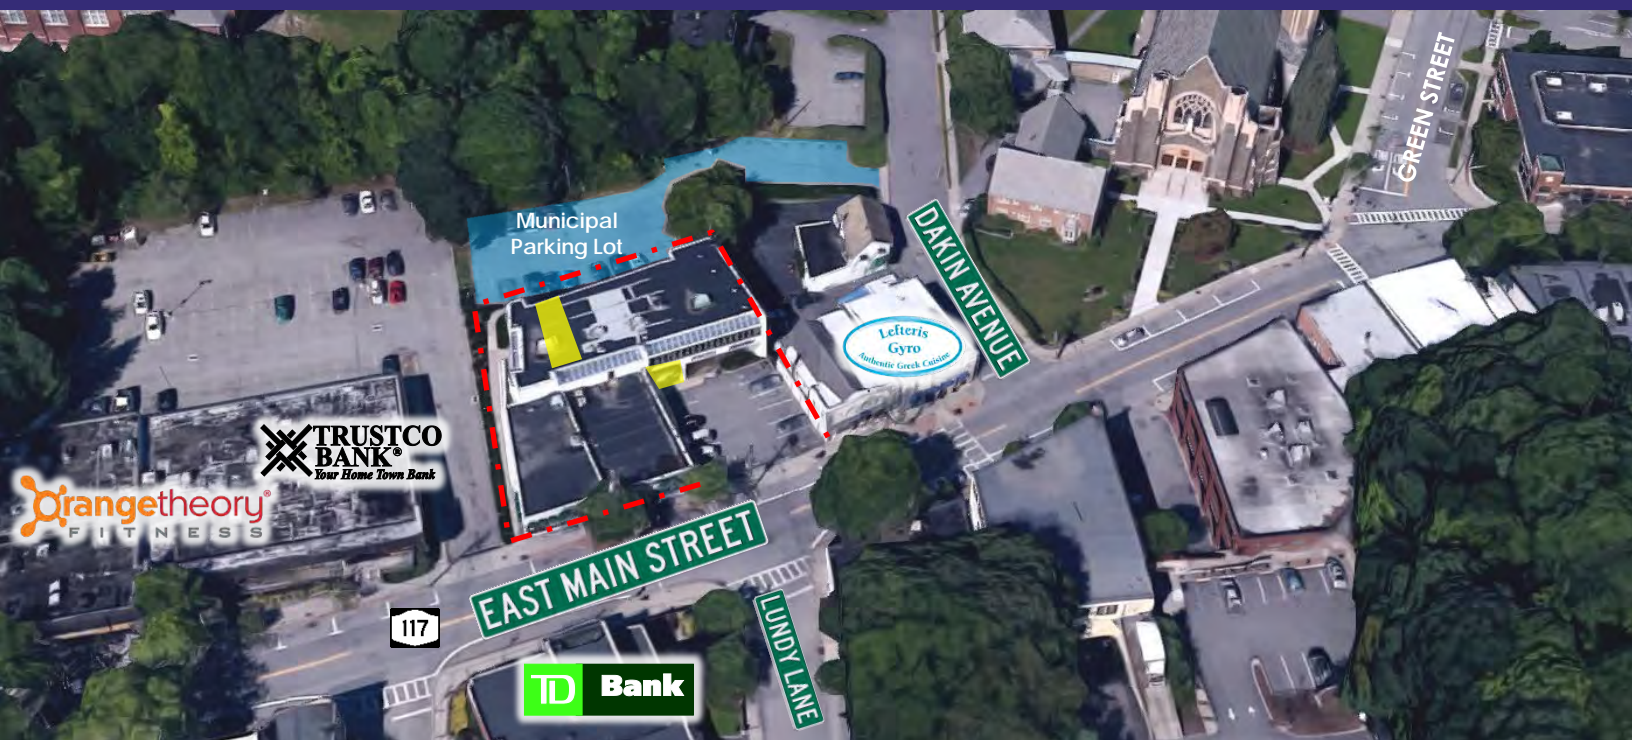 GREEN STREET
Municipal
Parking Lot
DAKIN AVENUE
Lefteris
Gyro
Authentic Greek Cuisine
TRUSTCO
BANK®
Your Home Town Bank
Orangetheory®
FITNESS
EAST MAIN STREET
117
LUNDY LANE
TD Bank